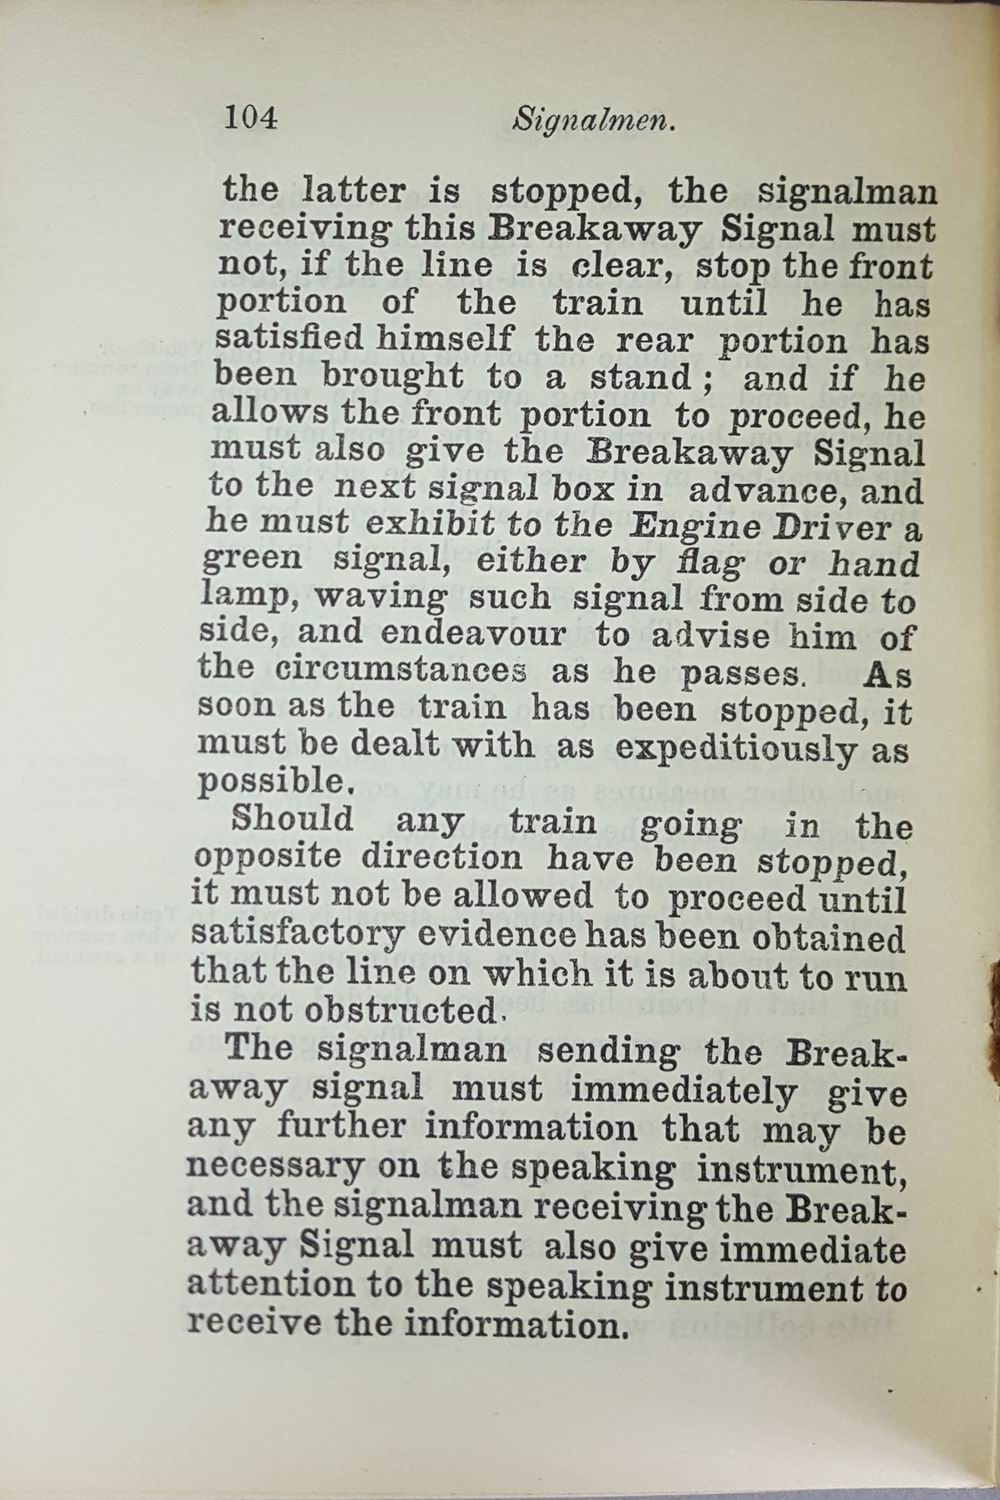 104 Signalmen.
the latter is stopped, the signalman
receiving this Breakaway Signal must
not, if the line is clear, stop the front
portion of the train until he has
satisfied himself the rear portion has
been brought to a stand ; and if he
allows the front portion to proceed, he
must also give the Breakaway Signal
to the next signal box in advance, and
he must exhibit to the Engine Driver a
green signal, either by flag or hand
lamp, waving such signal from side to
side, and endeavour to advise him of
the circumstances as he passes. As
soon as the train has been stopped, it
must be dealt with as expeditiously as
possible.
Should any train going in the
opposite direction have been stopped,
it must not be allowed to proceed until
satisfactory evidence has been obtained
that the line on which it is about to run
is not obstructed.
The signalman sending the Break-
away signal must immediately give
any further information that may be
necessary on the speaking instrument,
and the signalman receiving the Break-
away Signal must also give immediate
attention to the speaking instrument to
receive the information.